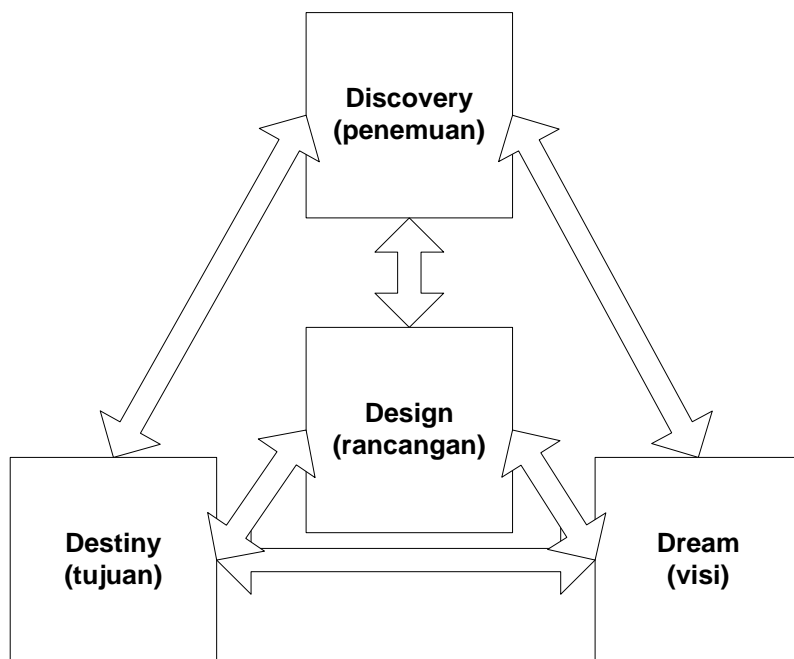 Discovery
(penemuan)
Design
(rancangan)
Destiny
(tujuan)
Dream
(visi)